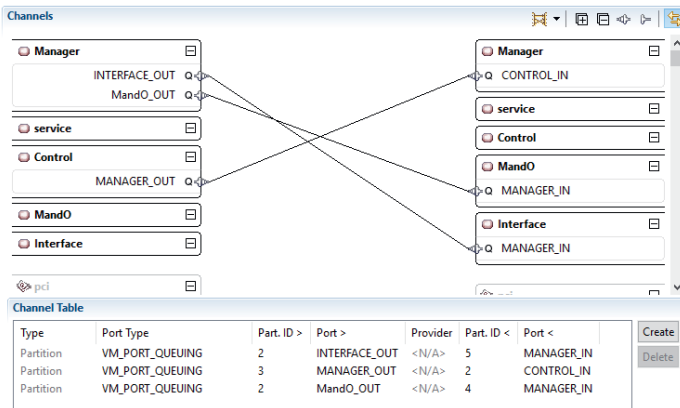 Channels
Manager
INTERFACE_OUT Q
MandO_OUT Q
service
Control
MANAGER_OUT Q
MandO
Interface
pci
Manager
Q CONTROL_IN
service
Control
MandO
Q MANAGER_IN
Interface
Q MANAGER_IN
Channel Table
Type Port Type Part. ID > Port > Provider Part. ID < Port < Create
Partition VM_PORT_QUEUING 2 INTERFACE_OUT <N/A> 5 MANAGER_IN Delete
Partition VM_PORT_QUEUING 3 MANAGER_OUT <N/A> 2 CONTROL_IN
Partition VM_PORT_QUEUING 2 MandO_OUT <N/A> 4 MANAGER_IN